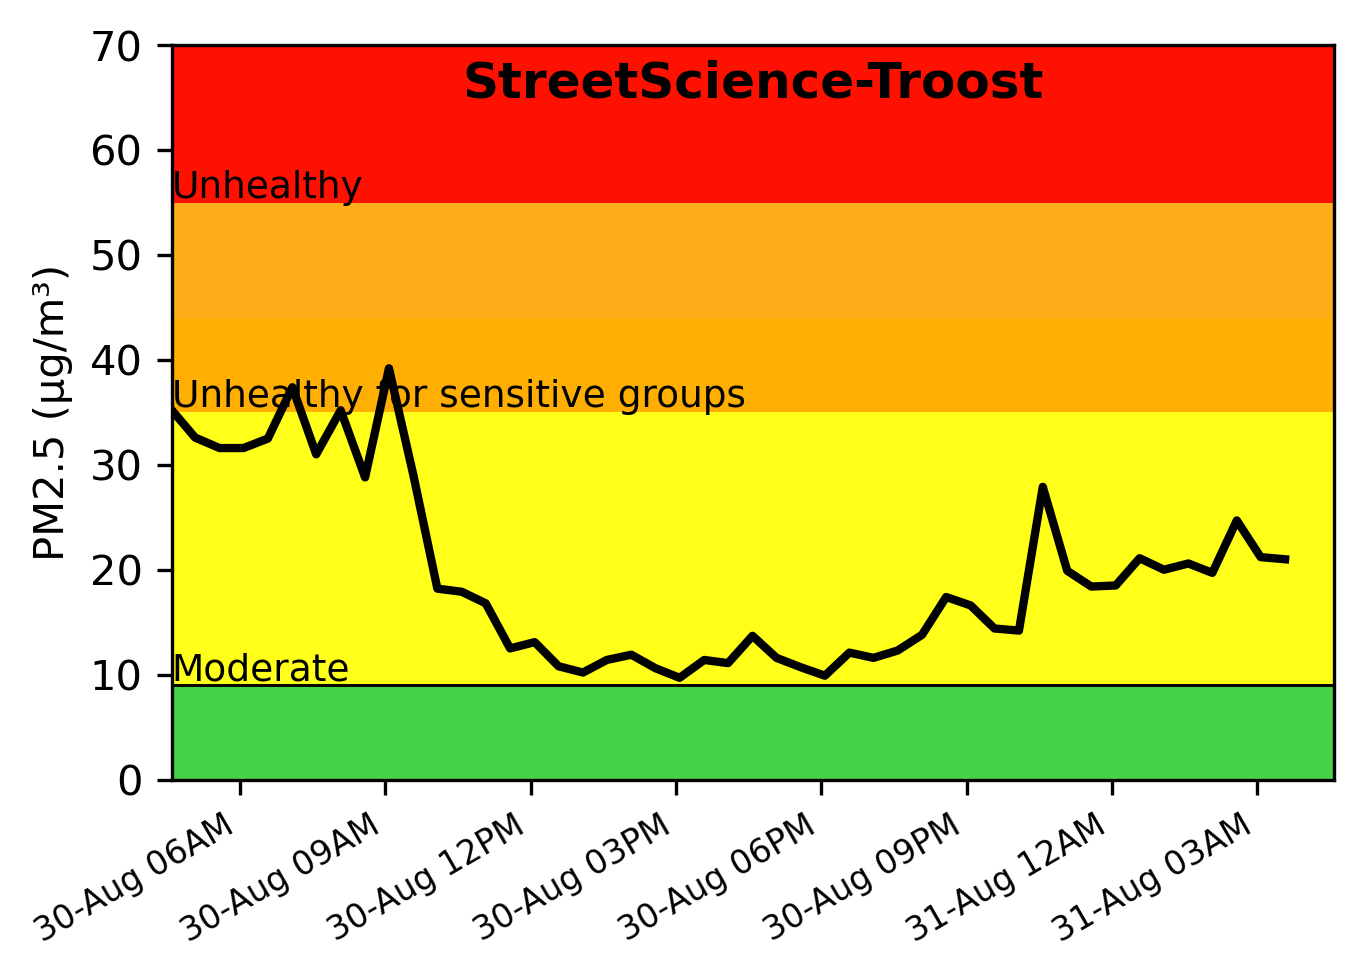 StreetScience-Troost
PM2.5 (µg/m³)
70
60
50
40
30
20
10
0
Unhealthy
Unhealthy for sensitive groups
Moderate
30-Aug 06AM
30-Aug 09AM
30-Aug 12PM
30-Aug 03PM
30-Aug 06PM
30-Aug 09PM
31-Aug 12AM
31-Aug 03AM